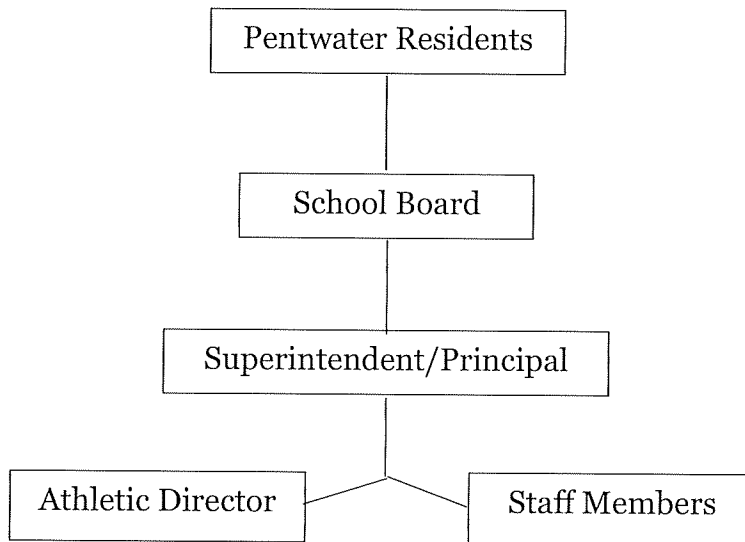 Pentwater Residents
School Board
Superintendent/Principal
Athletic Director
Staff Members